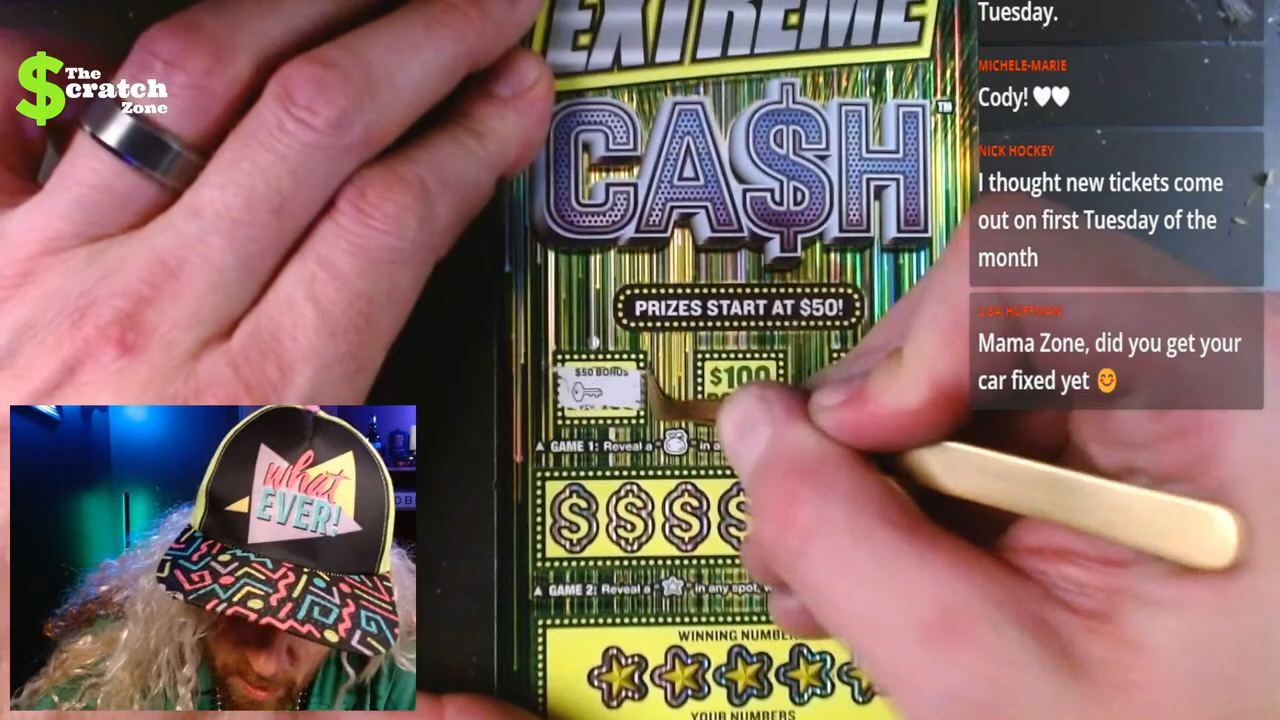 The
$cratch
Zone
EXTREME
CA$H™
PRIZES START AT $50!
$50 BONUS
$100
GAME 1: Reveal a " " in a
GAME 2: Reveal a " " in any spot,
WINNING NUMBER
YOUR NUMBERS
what
EVER!
Tuesday.
MICHELE-MARIE
Cody! 🤍🤍
NICK HOCKEY
I thought new tickets come
out on first Tuesday of the
month
LISA HUFFMAN
Mama Zone, did you get your
car fixed yet 😊